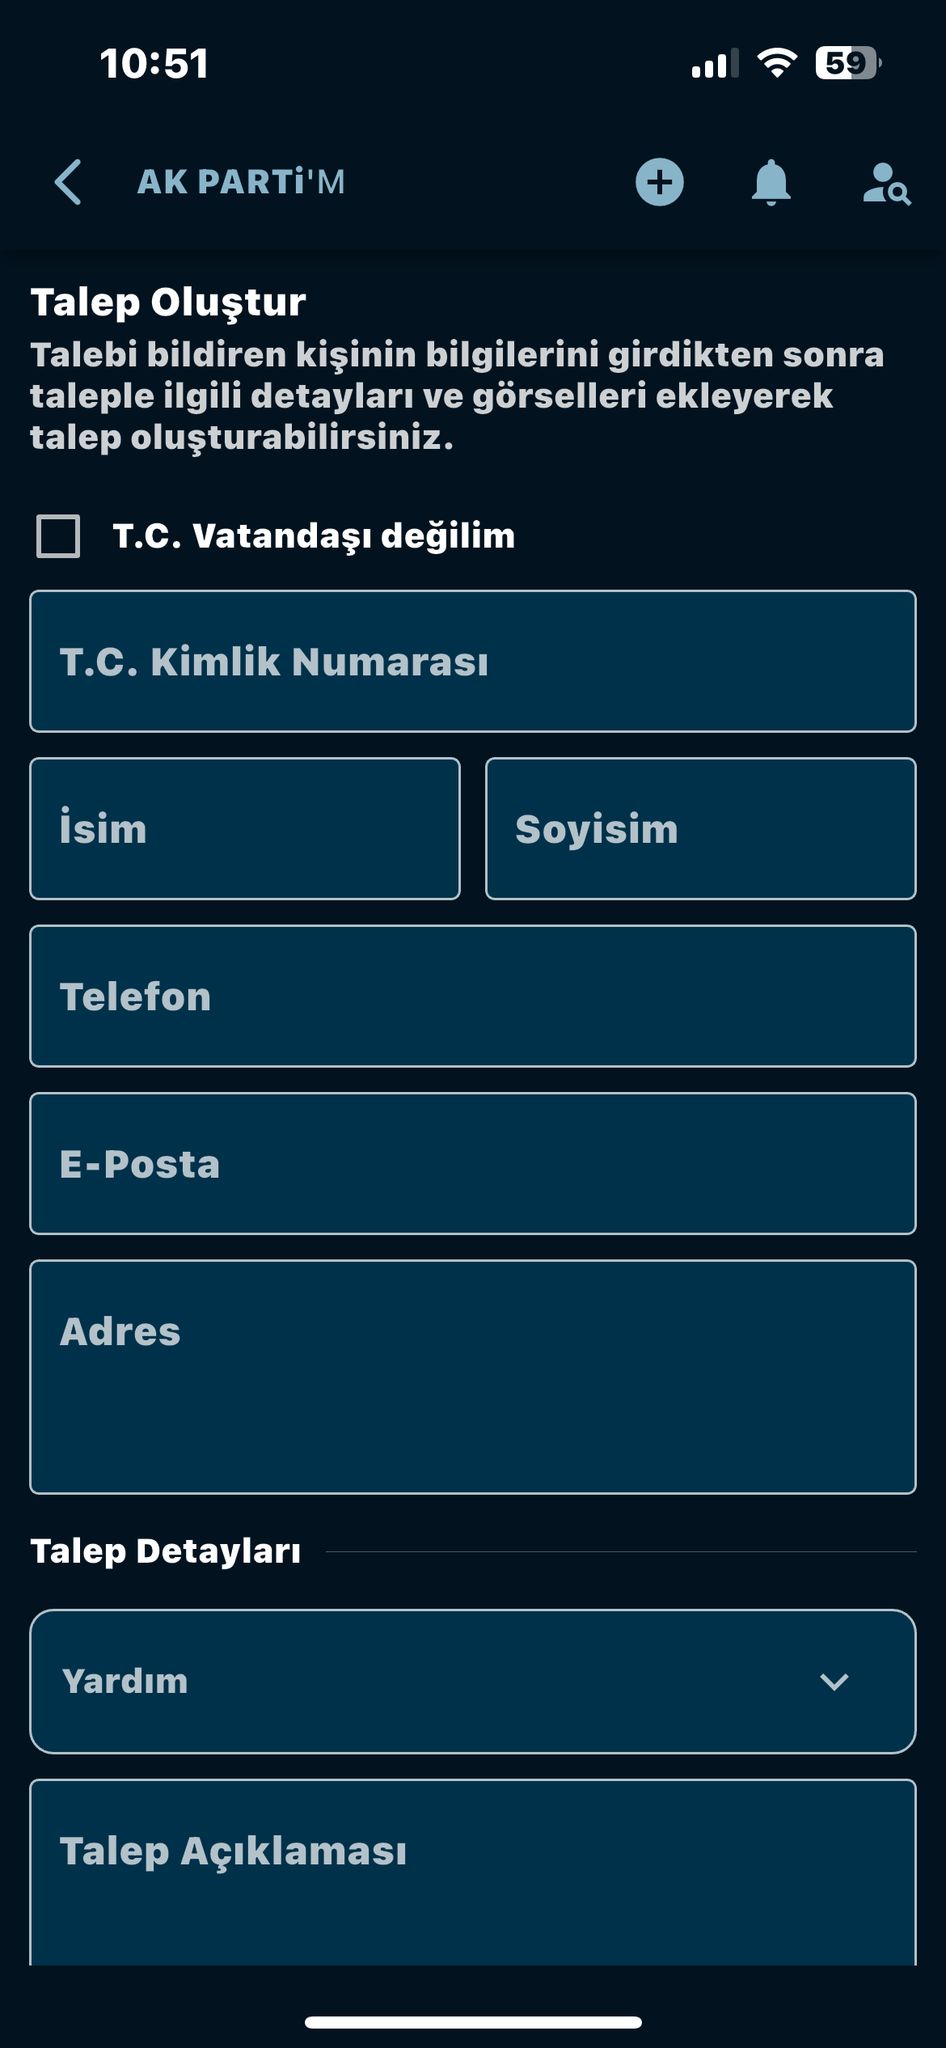 10:51
59
AK PARTi'M
Talep Oluştur
Talebi bildiren kişinin bilgilerini girdikten sonra
taleple ilgili detayları ve görselleri ekleyerek
talep oluşturabilirsiniz.
T.C. Vatandaşı değilim
T.C. Kimlik Numarası
İsim
Soyisim
Telefon
E-Posta
Adres
Talep Detayları
Yardım
Talep Açıklaması